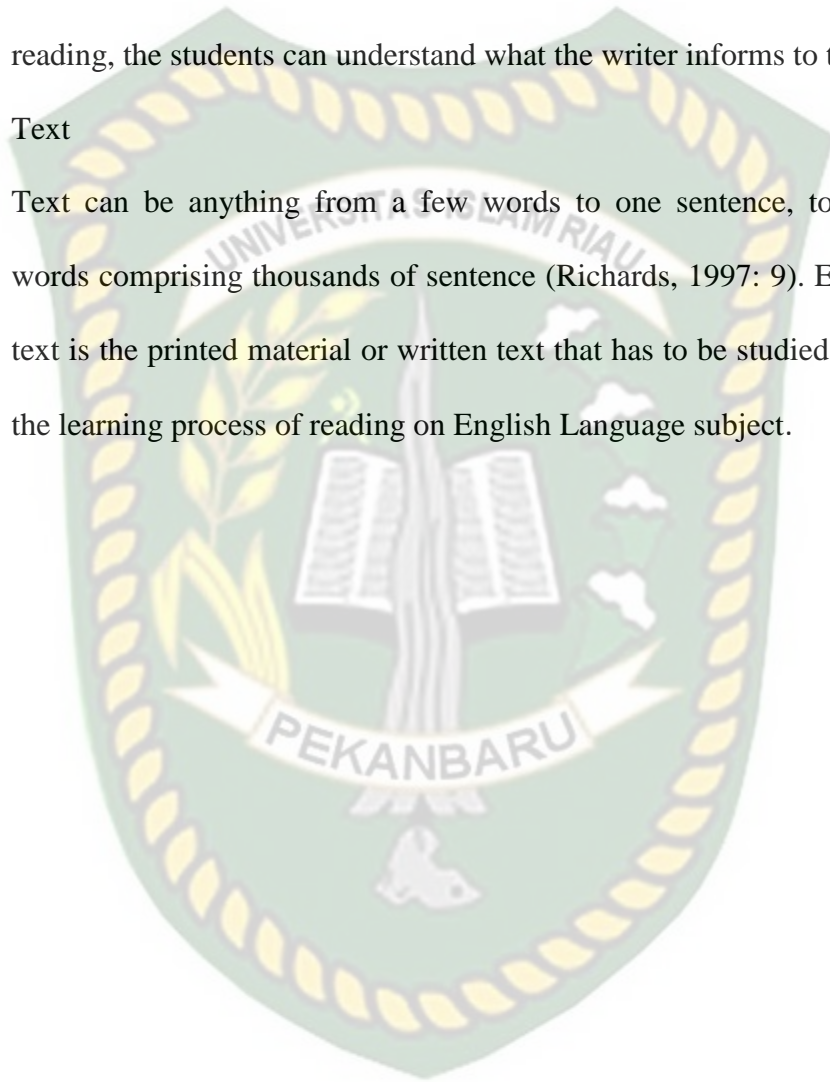 reading, the students can understand what the writer informs to t
Text
Text can be anything from a few words to one sentence, to
words comprising thousands of sentence (Richards, 1997: 9). E
text is the printed material or written text that has to be studied
the learning process of reading on English Language subject.
UNIVERSITAS ISLAM RIAU
PEKANBARU